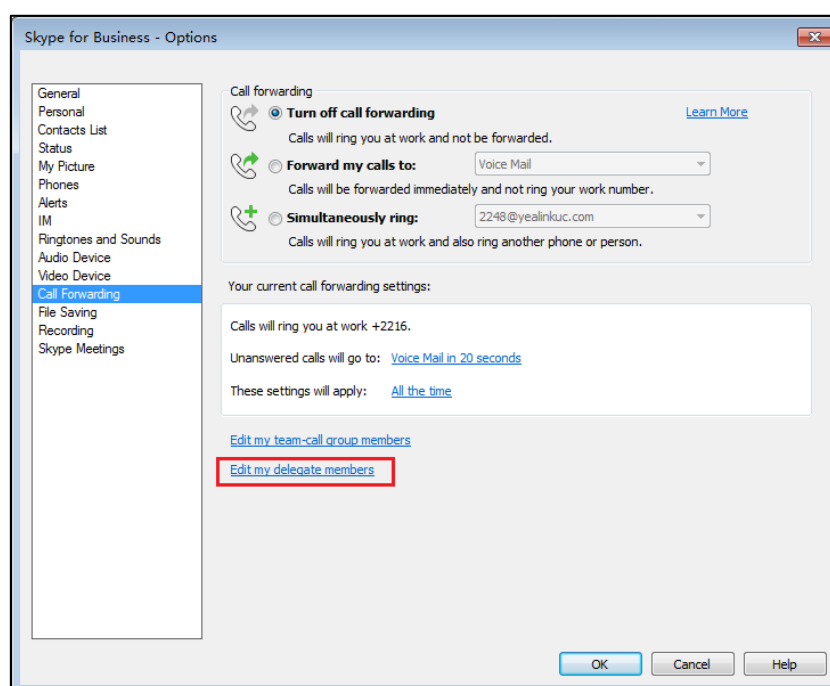 Skype for Business - Options
General
Personal
Contacts List
Status
My Picture
Phones
Alerts
IM
Ringtones and Sounds
Audio Device
Video Device
Call Forwarding
File Saving
Recording
Skype Meetings
Call forwarding
Turn off call forwarding
Learn More
Calls will ring you at work and not be forwarded.
Forward my calls to:
Voice Mail
Calls will be forwarded immediately and not ring your work number.
Simultaneously ring:
2248@yealinkuc.com
Calls will ring you at work and also ring another phone or person.
Your current call forwarding settings:
Calls will ring you at work +2216.
Unanswered calls will go to: Voice Mail in 20 seconds
These settings will apply: All the time
Edit my team-call group members
Edit my delegate members
OK
Cancel
Help